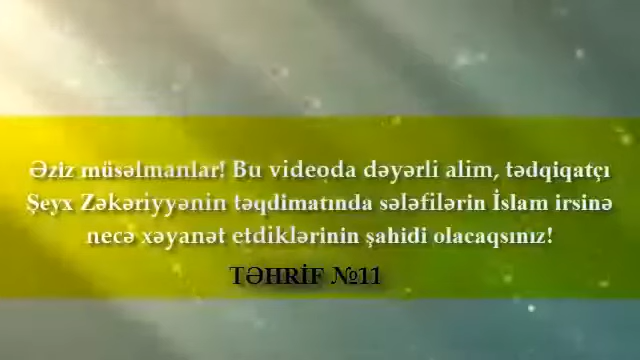 Əziz müsəlmanlar! Bu videoda dəyərli alim, tədqiqatçı
Şeyx Zəkəriyyənin təqdimatında sələfilərin İslam irsinə
necə xəyanət etdiklərinin şahidi olacaqsınız!
TƏHRİF №11